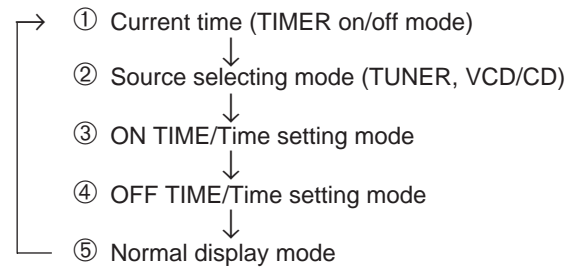 ① Current time (TIMER on/off mode)
② Source selecting mode (TUNER, VCD/CD)
③ ON TIME/Time setting mode
④ OFF TIME/Time setting mode
⑤ Normal display mode